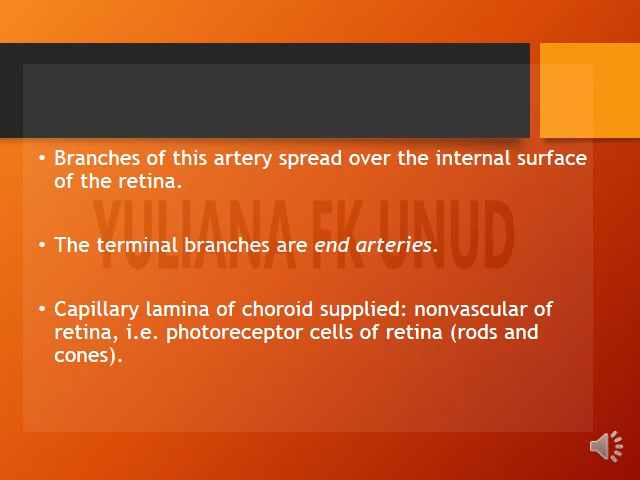 • Branches of this artery spread over the internal surface
of the retina.
YULIANA FK UNUD
• The terminal branches are end arteries.
• Capillary lamina of choroid supplied: nonvascular of
retina, i.e. photoreceptor cells of retina (rods and
cones).